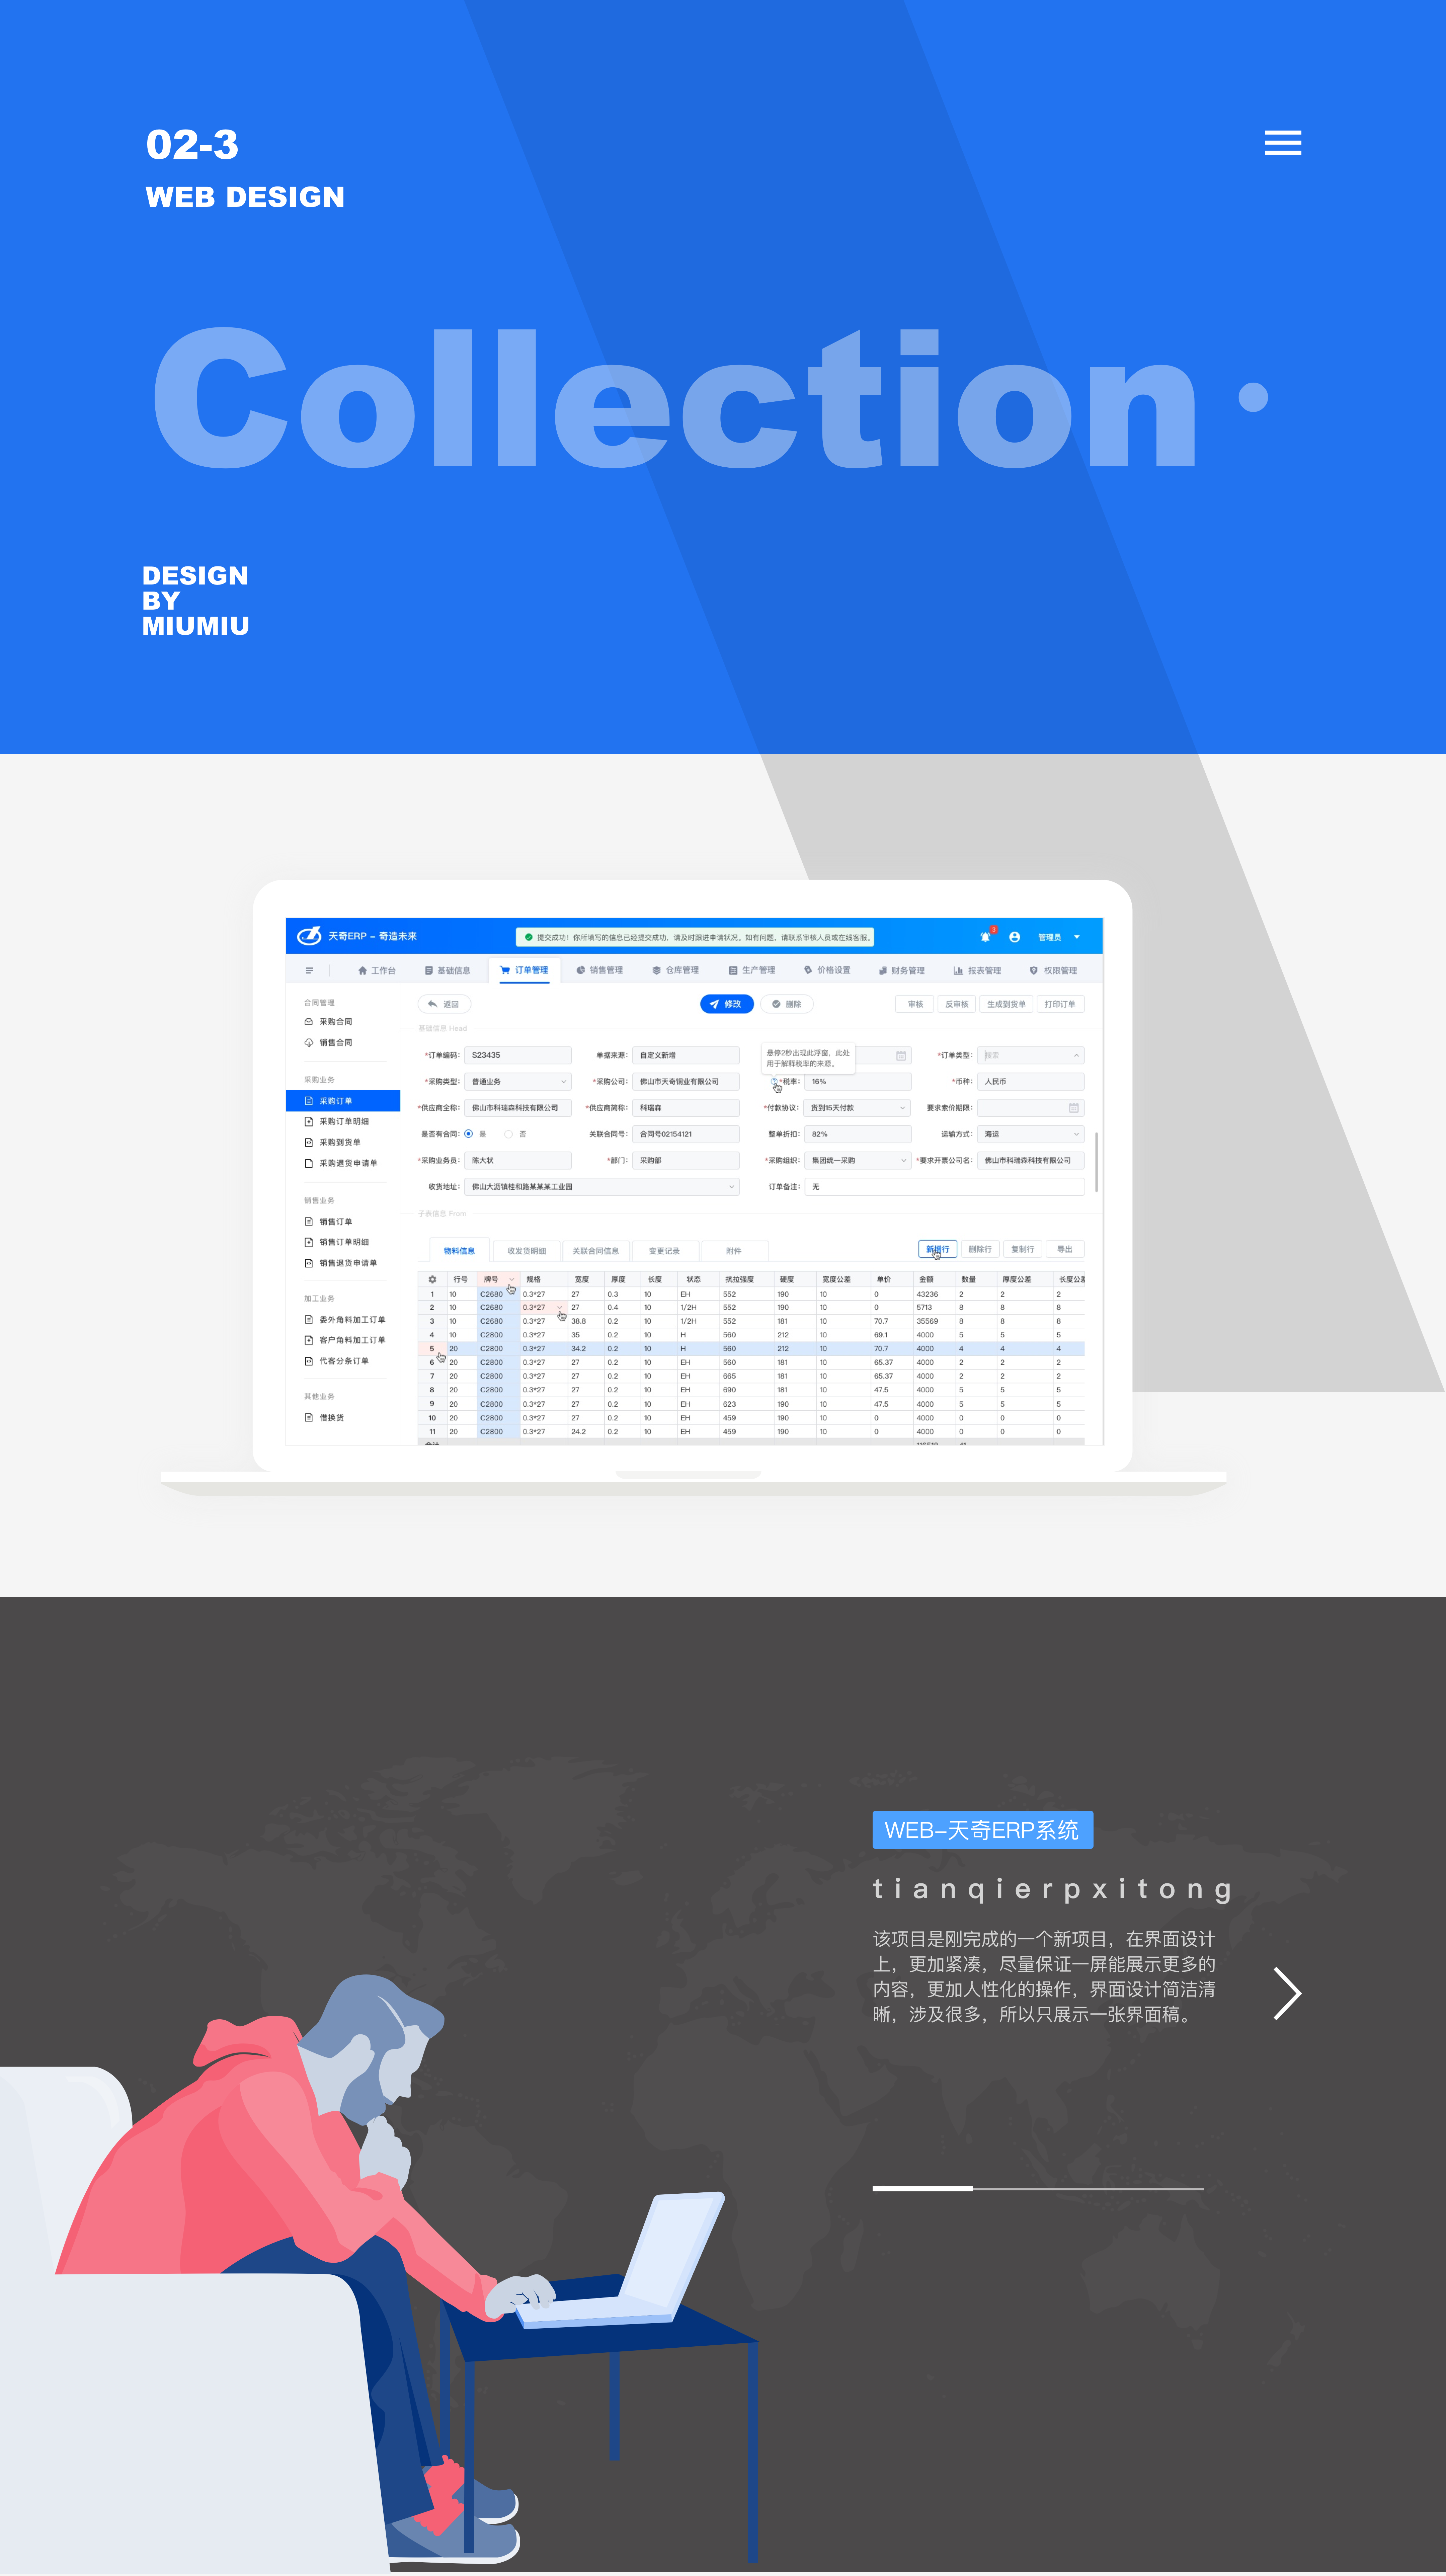 02-3
WEB DESIGN
Collection
DESIGN
BY
MIUMIU
天奇ERP - 奇造未来
提交成功！你所填写的信息已经提交成功，请及时跟进申请状况。如有问题，请联系审核人员或在线客服。
3
管理员
工作台 基础信息 订单管理 销售管理 仓库管理 生产管理 价格设置 财务管理 报表管理 权限管理
合同管理
采购合同
销售合同
采购业务
采购订单
采购订单明细
采购到货单
采购退货申请单
销售业务
销售订单
销售订单明细
销售退货申请单
加工业务
委外角料加工订单
客户角料加工订单
代客分条订单
其他业务
借换货
返回 修改 删除 审核 反审核 生成到货单 打印订单
基础信息 Head
*订单编码： S23435 单据来源： 自定义新增 *订单类型： 搜索
悬停2秒出现此浮窗，此处
用于解释税率的来源。
*采购类型： 普通业务 *采购公司： 佛山市天奇铜业有限公司 *税率： 16% *币种： 人民币
*供应商全称： 佛山市科瑞森科技有限公司 *供应商简称： 科瑞森 *付款协议： 货到15天付款 要求索价期限：
是否有合同： 是 否 关联合同号： 合同号02154121 整单折扣： 82% 运输方式： 海运
*采购业务员： 陈大状 *部门： 采购部 *采购组织： 集团统一采购 *要求开票公司名： 佛山市科瑞森科技有限公司
收货地址： 佛山大沥镇桂和路某某某工业园 订单备注： 无
子表信息 From
物料信息 收发货明细 关联合同信息 变更记录 附件 新增行 删除行 复制行 导出
行号 牌号 规格 宽度 厚度 长度 状态 抗拉强度 硬度 宽度公差 单价 金额 数量 厚度公差 长度公差
1 10 C2680 0.3*27 27 0.3 10 EH 552 190 10 0 43236 2 2 2
2 10 C2680 0.3*27 27 0.4 10 1/2H 552 190 10 0 5713 8 8 8
3 10 C2680 0.3*27 38.8 0.2 10 1/2H 552 181 10 70.7 35569 8 8 8
4 10 C2800 0.3*27 35 0.2 10 H 560 212 10 69.1 4000 5 5 5
5 20 C2800 0.3*27 34.2 0.2 10 H 560 212 10 70.7 4000 4 4 4
6 20 C2800 0.3*27 27 0.2 10 EH 560 181 10 65.37 4000 2 2 2
7 20 C2800 0.3*27 27 0.2 10 EH 665 181 10 65.37 4000 2 2 2
8 20 C2800 0.3*27 27 0.2 10 EH 690 181 10 47.5 4000 5 5 5
9 20 C2800 0.3*27 27 0.2 10 EH 623 190 10 47.5 4000 5 5 5
10 20 C2800 0.3*27 27 0.2 10 EH 459 190 10 0 4000 0 0 0
11 20 C2800 0.3*27 24.2 0.2 10 EH 459 190 10 0 4000 0 0 0
WEB-天奇ERP系统
tianqierpxitong
该项目是刚完成的一个新项目，在界面设计
上，更加紧凑，尽量保证一屏能展示更多的
内容，更加人性化的操作，界面设计简洁清
晰，涉及很多，所以只展示一张界面稿。